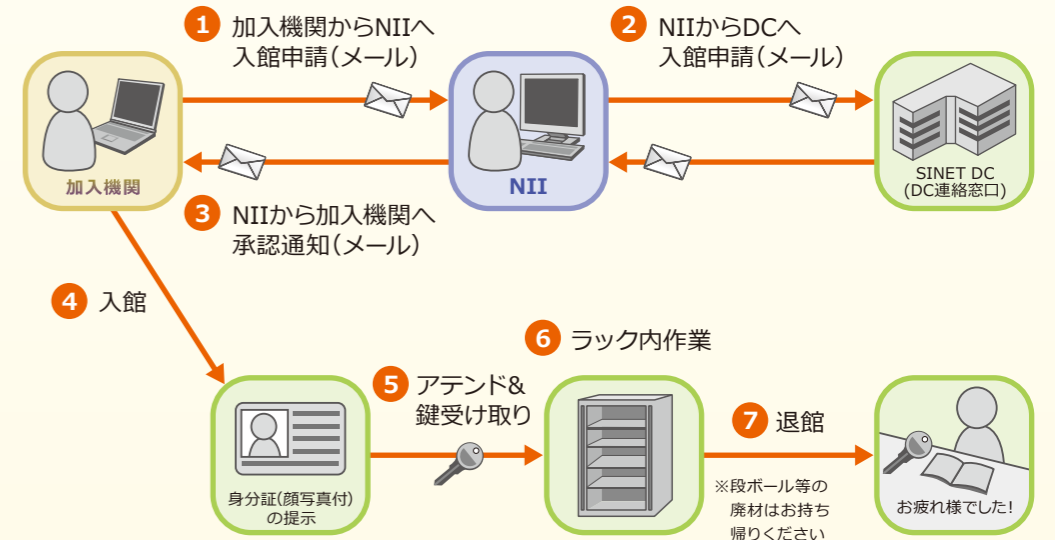 1 加入機関からNIIへ
入館申請(メール)
2 NIIからDCへ
入館申請(メール)
加入機関
NII
SINET DC
(DC連絡窓口)
3 NIIから加入機関へ
承認通知(メール)
4 入館
5 アテンド&
鍵受け取り
6 ラック内作業
7 退館
身分証(顔写真付)
の提示
※段ボール等の
廃材はお持ち
帰りください
お疲れ様でした!